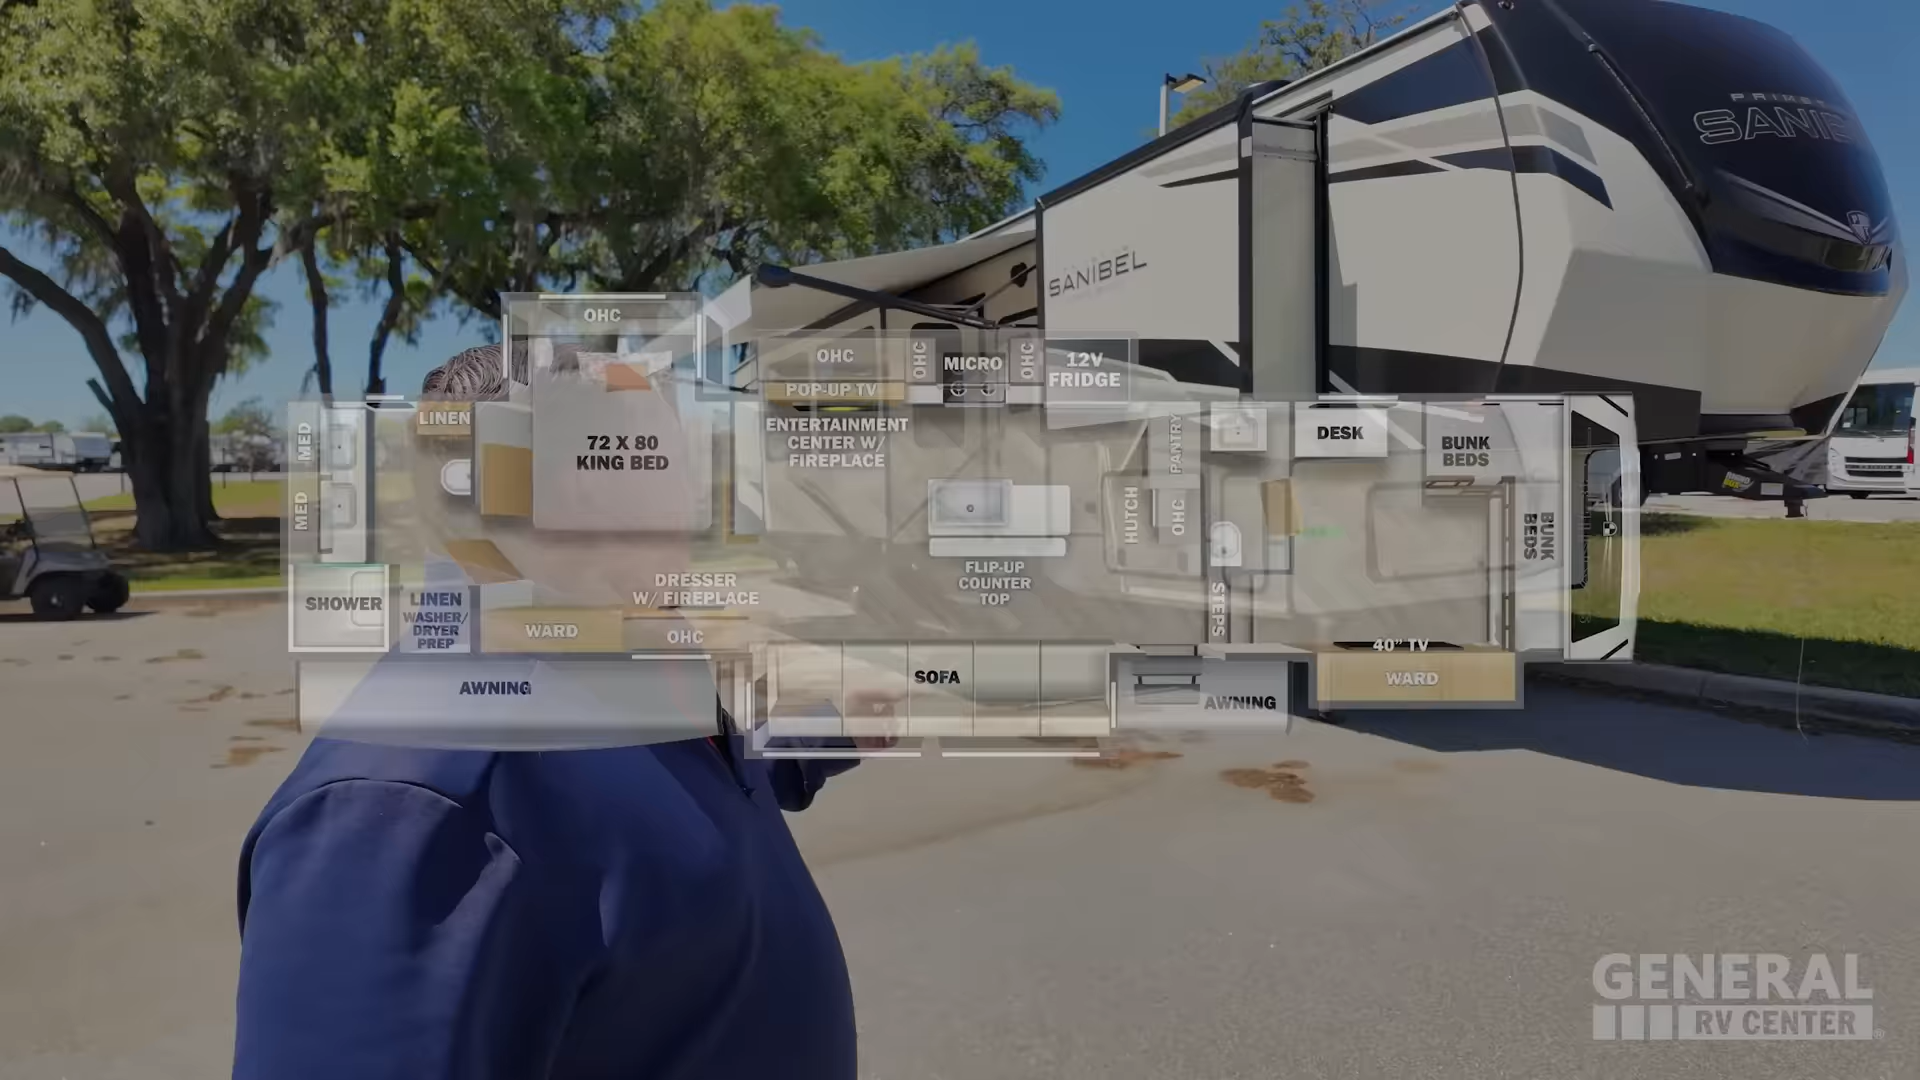 PRIME
SANIB
SANIBEL
OHC
OHC
OHC
MICRO
OHC
12V
FRIDGE
POP-UP TV
MED
LINEN
72 X 80
KING BED
ENTERTAINMENT
CENTER W/
FIREPLACE
PANTRY
DESK
BUNK
BEDS
MED
HUTCH
OHC
BUNK
BEDS
FLIP-UP
COUNTER
TOP
DRESSER
W/ FIREPLACE
SHOWER
LINEN
WASHER/
DRYER
PREP
WARD
OHC
STEPS
40" TV
SOFA
WARD
AWNING
AWNING
GENERAL
RV CENTER